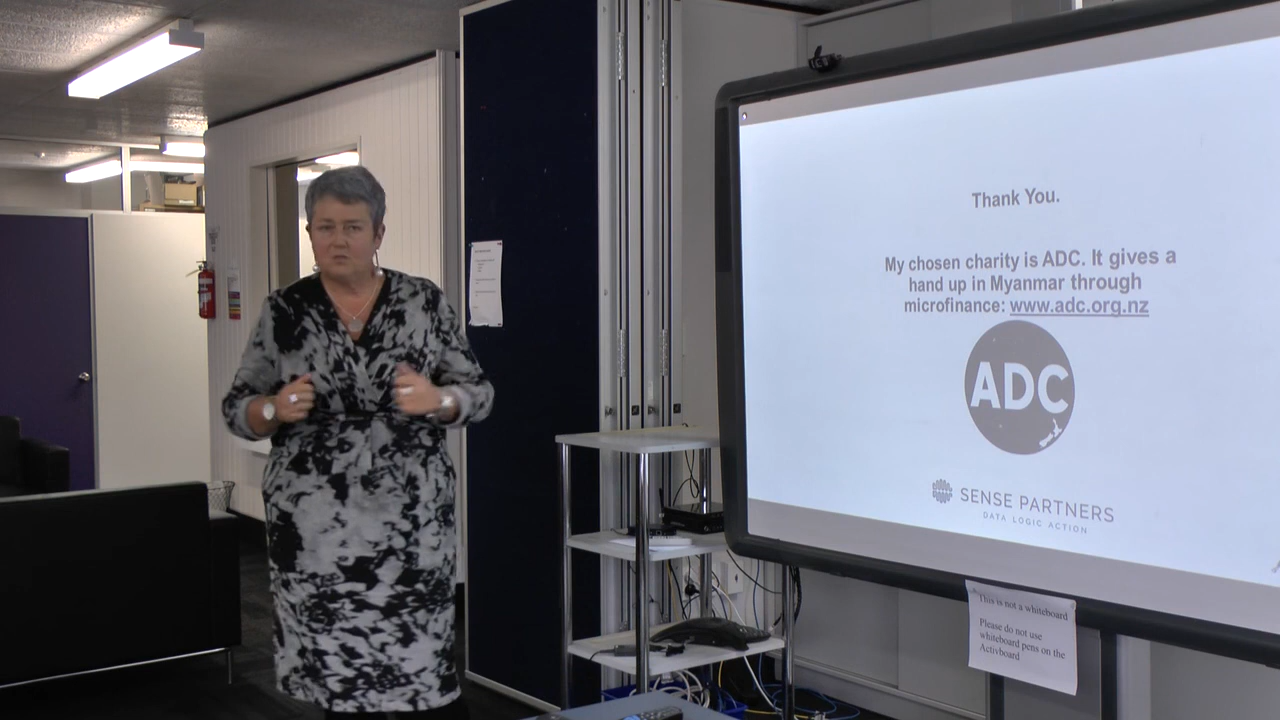 Thank You.
My chosen charity is ADC. It gives a
hand up in Myanmar through
microfinance: www.adc.org.nz
ADC
SENSE PARTNERS
DATA LOGIC ACTION
This is not a whiteboard
Please do not use
whiteboard pens on the
Activboard